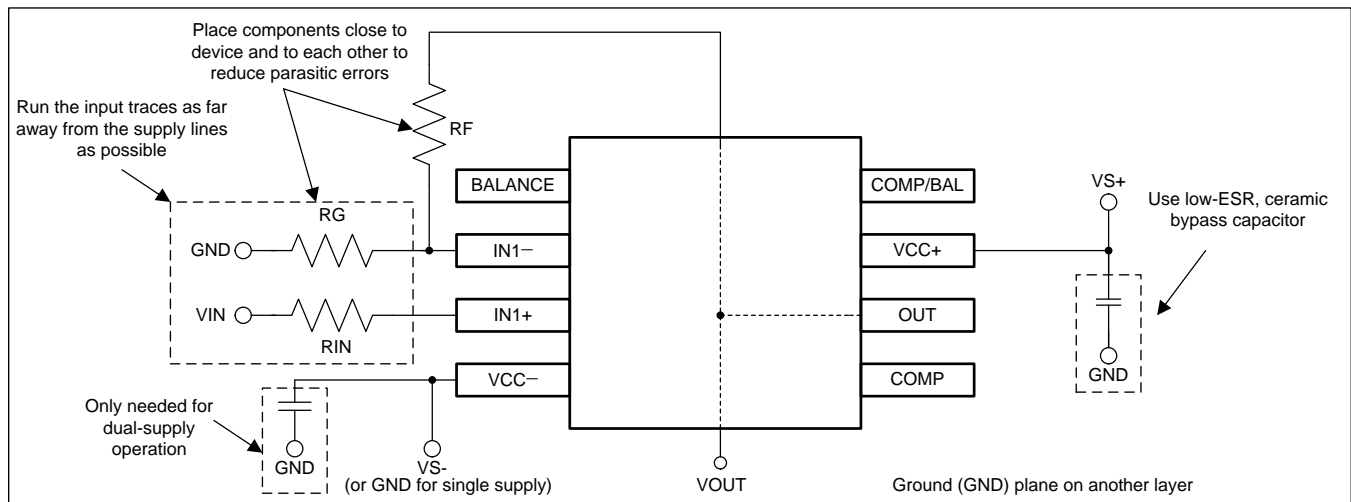 Place components close to
device and to each other to
reduce parasitic errors
Run the input traces as far
away from the supply lines
as possible
RF
BALANCE
COMP/BAL
VS+
Use low-ESR, ceramic
bypass capacitor
RG
GND
IN1−
VCC+
VIN
IN1+
OUT
RIN
VCC−
COMP
GND
Only needed for
dual-supply
operation
GND
VS-
(or GND for single supply)
VOUT
Ground (GND) plane on another layer